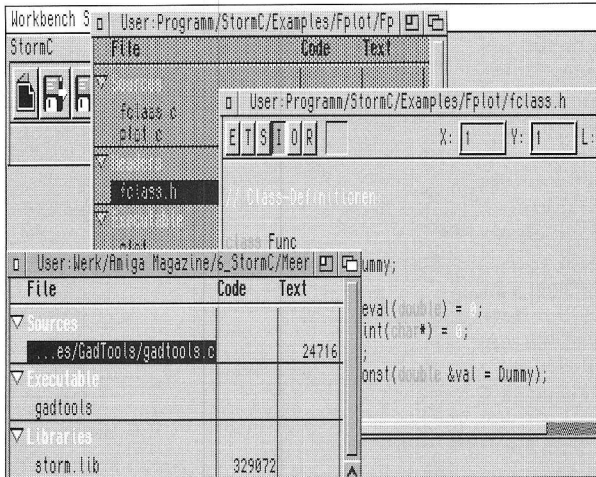 Workbench S
StormC
User:Programm/StormC/Examples/Fplot/Fp
File Code Text
Sources
fclass.c
plot.c
fclass.h
Executable
plot
User:Programm/StormC/Examples/Fplot/fclass.h
E T S I O R X: 1 Y: 1 L:
// Class-Definitionen
class Func
Dummy;
eval(double) = 0;
int(char*) = 0;
;
onst(double &val = Dummy);
User:Werk/Amiga Magazine/6_StormC/Meer
File Code Text
Sources
...es/GadTools/gadtools.c 24716
Executable
gadtools
Libraries
storm.lib 329072